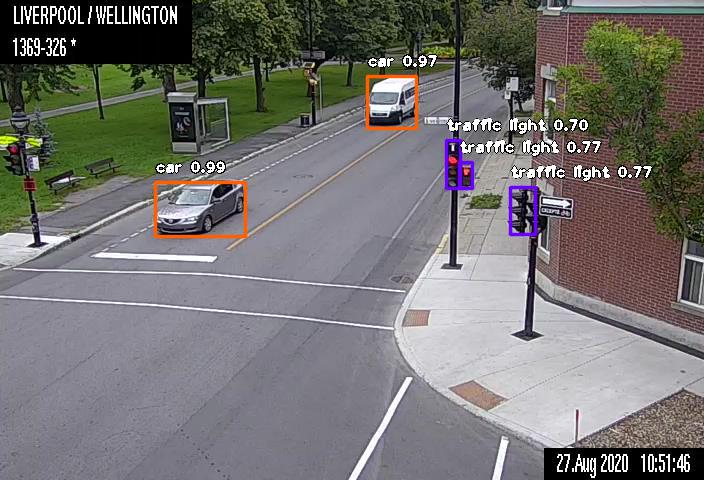 LIVERPOOL / WELLINGTON
1369-326 *
car 0.97
traffic light 0.70
traffic light 0.77
car 0.99
traffic light 0.77
27.Aug 2020 10:51:46